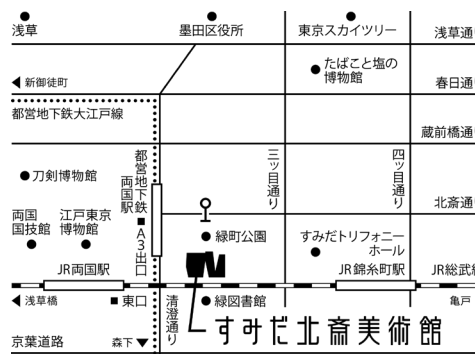 浅草
墨田区役所
東京スカイツリー
浅草通
たばこと塩の
博物館
新御徒町
春日通
都営地下鉄大江戸線
蔵前橋通
刀剣博物館
都営地下鉄
両国駅
A3出口
三ッ目通り
四ッ目通り
北斎通
両国
国技館
江戸東京
博物館
緑町公園
すみだトリフォニー
ホール
JR両国駅
JR錦糸町駅
JR総武
浅草橋
東口
清澄通り
緑図書館
亀戸
すみだ北斎美術館
京葉道路
森下